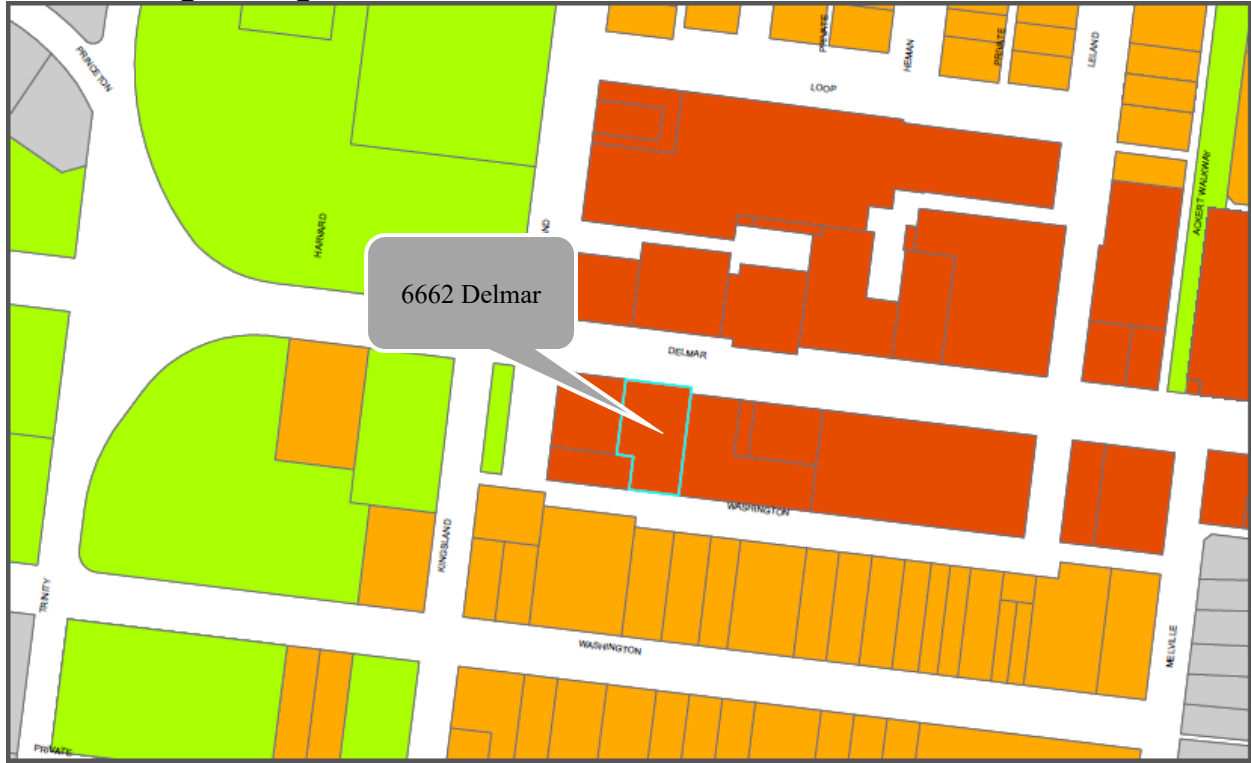 PRINCETON
PRIVATE
HEMAN
PRIVATE
LELAND
LOOP
ACKERT WALKWAY
HARVARD
ND
6662 Delmar
DELMAR
WASHINGTON
KINGSLAND
TRINITY
WASHINGTON
MELVILLE
PRIVATE